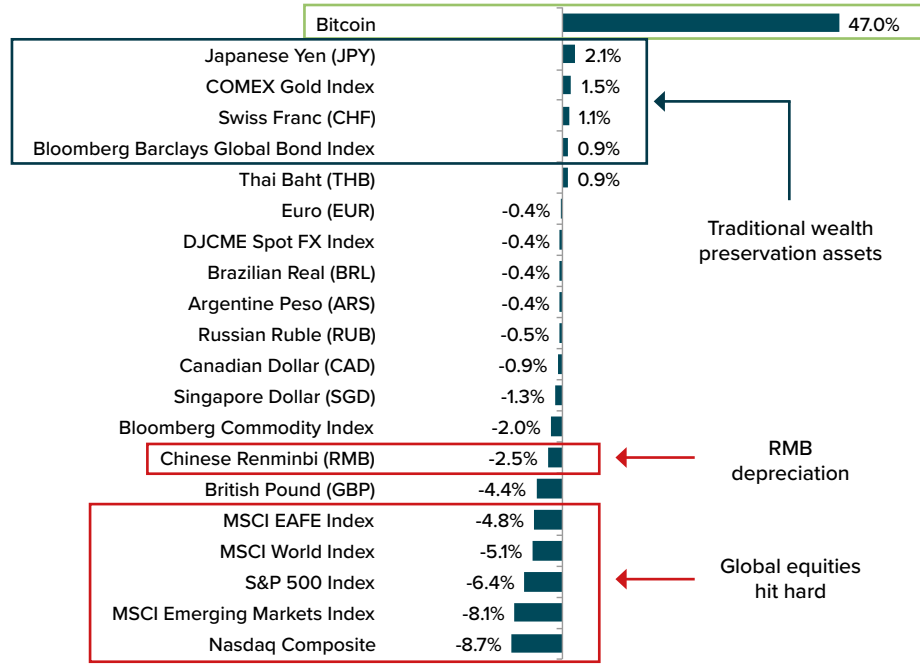 Bitcoin 47.0%
Japanese Yen (JPY) 2.1%
COMEX Gold Index 1.5%
Swiss Franc (CHF) 1.1%
Bloomberg Barclays Global Bond Index 0.9%
Thai Baht (THB) 0.9%
Euro (EUR) -0.4%
DJCME Spot FX Index -0.4%
Brazilian Real (BRL) -0.4%
Argentine Peso (ARS) -0.4%
Russian Ruble (RUB) -0.5%
Canadian Dollar (CAD) -0.9%
Singapore Dollar (SGD) -1.3%
Bloomberg Commodity Index -2.0%
Chinese Renminbi (RMB) -2.5%
British Pound (GBP) -4.4%
MSCI EAFE Index -4.8%
MSCI World Index -5.1%
S&P 500 Index -6.4%
MSCI Emerging Markets Index -8.1%
Nasdaq Composite -8.7%
Traditional wealth
preservation assets
RMB
depreciation
Global equities
hit hard